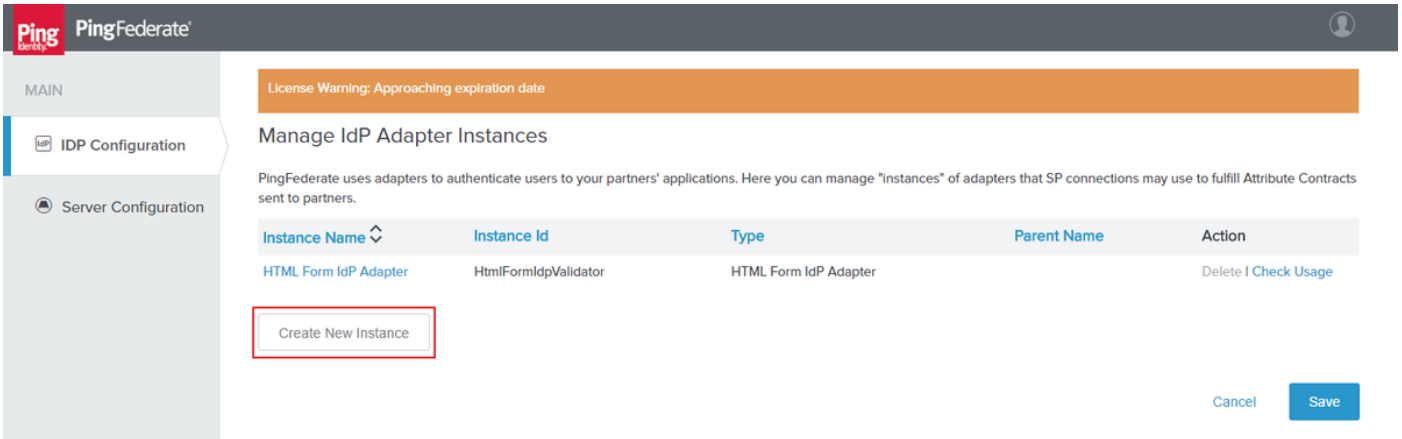 Ping
Identity.
PingFederate®
MAIN
IdP
IDP Configuration
Server Configuration
License Warning: Approaching expiration date
Manage IdP Adapter Instances
PingFederate uses adapters to authenticate users to your partners' applications. Here you can manage "instances" of adapters that SP connections may use to fulfill Attribute Contracts
sent to partners.
Instance Name Instance Id Type Parent Name Action
HTML Form IdP Adapter HtmlFormIdpValidator HTML Form IdP Adapter Delete | Check Usage
Create New Instance
Cancel Save